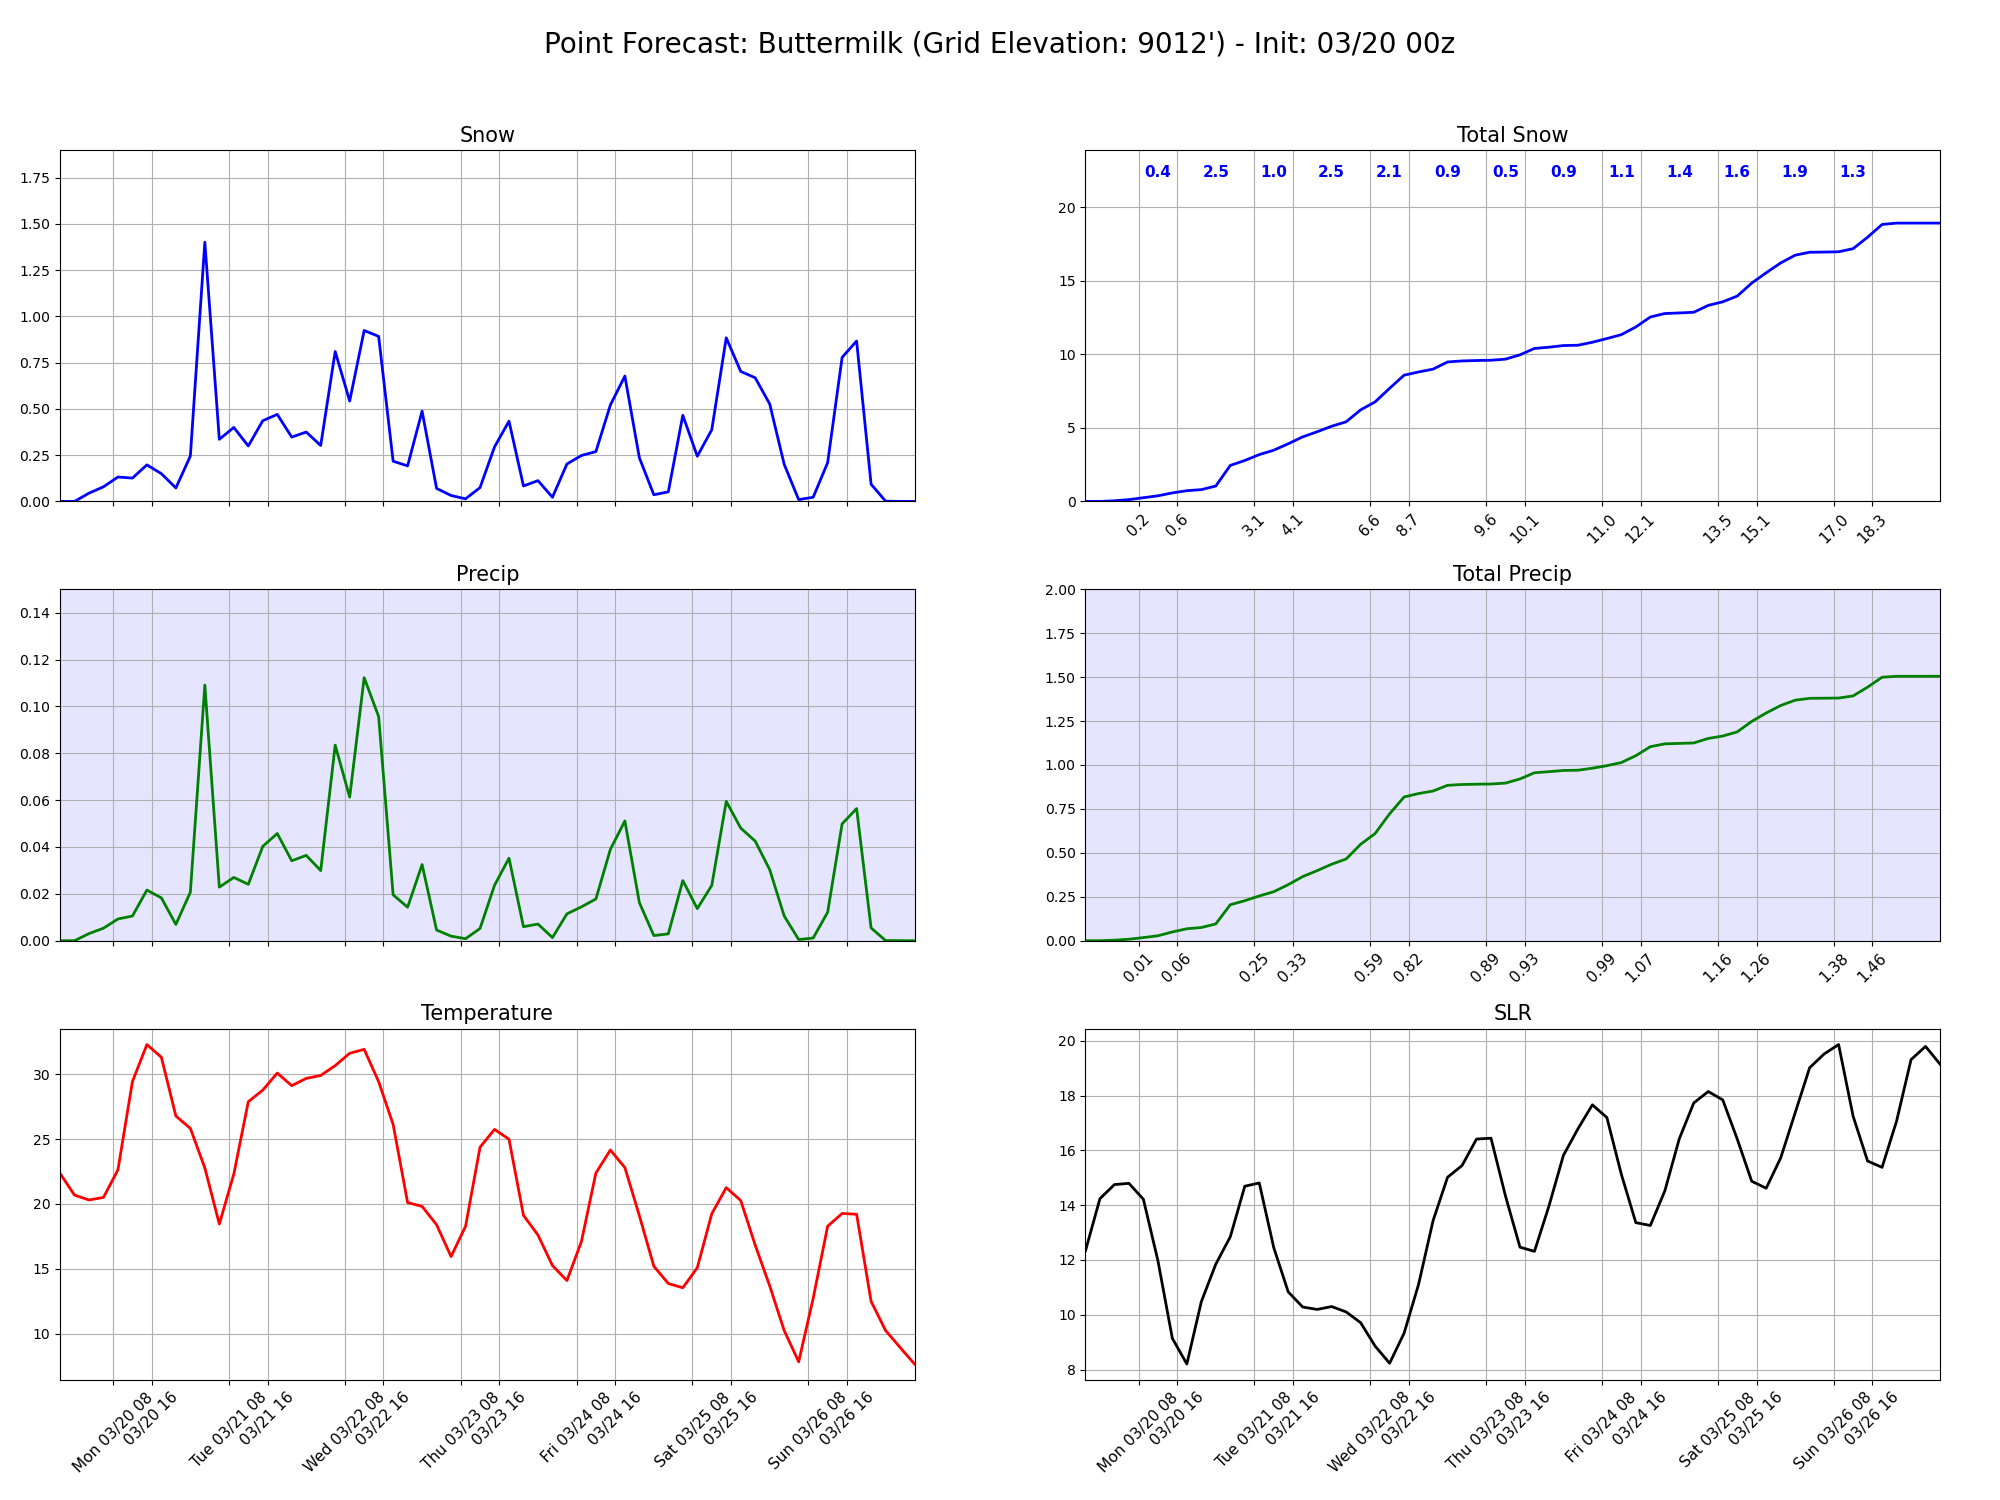 Point Forecast: Buttermilk (Grid Elevation: 9012') - Init: 03/20 00z
Snow
1.75
1.50
1.25
1.00
0.75
0.50
0.25
0.00
Total Snow
0.4 2.5 1.0 2.5 2.1 0.9 0.5 0.9 1.1 1.4 1.6 1.9 1.3
20
15
10
5
0
0.2 0.6 3.1 4.1 6.6 8.7 9.6 10.1 11.0 12.1 13.5 15.1 17.0 18.3
Precip
0.14
0.12
0.10
0.08
0.06
0.04
0.02
0.00
Total Precip
2.00
1.75
1.50
1.25
1.00
0.75
0.50
0.25
0.00
0.01 0.06 0.25 0.33 0.59 0.82 0.89 0.93 0.99 1.07 1.16 1.26 1.38 1.46
Temperature
30
25
20
15
10
Mon 03/20 08
03/20 16
Tue 03/21 08
03/21 16
Wed 03/22 08
03/22 16
Thu 03/23 08
03/23 16
Fri 03/24 08
03/24 16
Sat 03/25 08
03/25 16
Sun 03/26 08
03/26 16
SLR
20
18
16
14
12
10
8
Mon 03/20 08
03/20 16
Tue 03/21 08
03/21 16
Wed 03/22 08
03/22 16
Thu 03/23 08
03/23 16
Fri 03/24 08
03/24 16
Sat 03/25 08
03/25 16
Sun 03/26 08
03/26 16